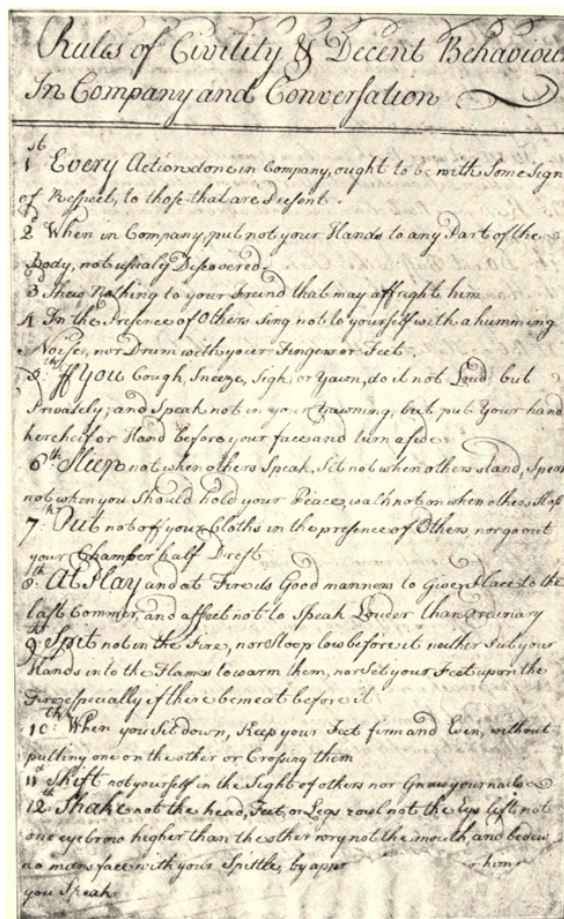 Rules of Civility & Decent Behaviour
In Company and Conversation
1st Every Action done in Company, ought to be with Some Sign
of Respect, to those that are Present.
2d When in Company, put not your Hands to any Part of the
Body, not usualy Discovered.
3d Shew Nothing to your Freind that may affright him
4 In the Presence of Others Sing not to yourself with a humming
Noise, nor Drum with your Fingers or Feet.
5th If You Cough, Sneeze, Sigh, or Yawn, do it not Loud but
Privately; and Speak not in your Yawning, but put Your hand
hercheif or Hand before your face and turn aside
6th Sleep not when others Speak, Sit not when others stand, Speak
not when you Should hold your Peace, walk not on when others Stop
7th Put not off your Cloths in the presence of Others nor go out
your Chamber half Drest
8th At Play and at Fire its Good manners to Give Place to the
last Commer, and affect not to Speak Louder than ordinary
9th Spit not in the Fire, nor Stoop low before it neither Put your
Hands into the Flames to warm them, nor Set your Feet upon the
Fire especially if there be meat before it
10th When you Sit down, Keep your Feet firm and Even, without
putting one on the other or Crossing them
11th Shift not yourself in the Sight of others nor Gnaw your nails
12th Shake not the head, Feet, or Legs rowl not the Eys lift not
one eyebrow higher than the other wry not the mouth, and bedew
no mans face with your Spittle, by app
you Speak